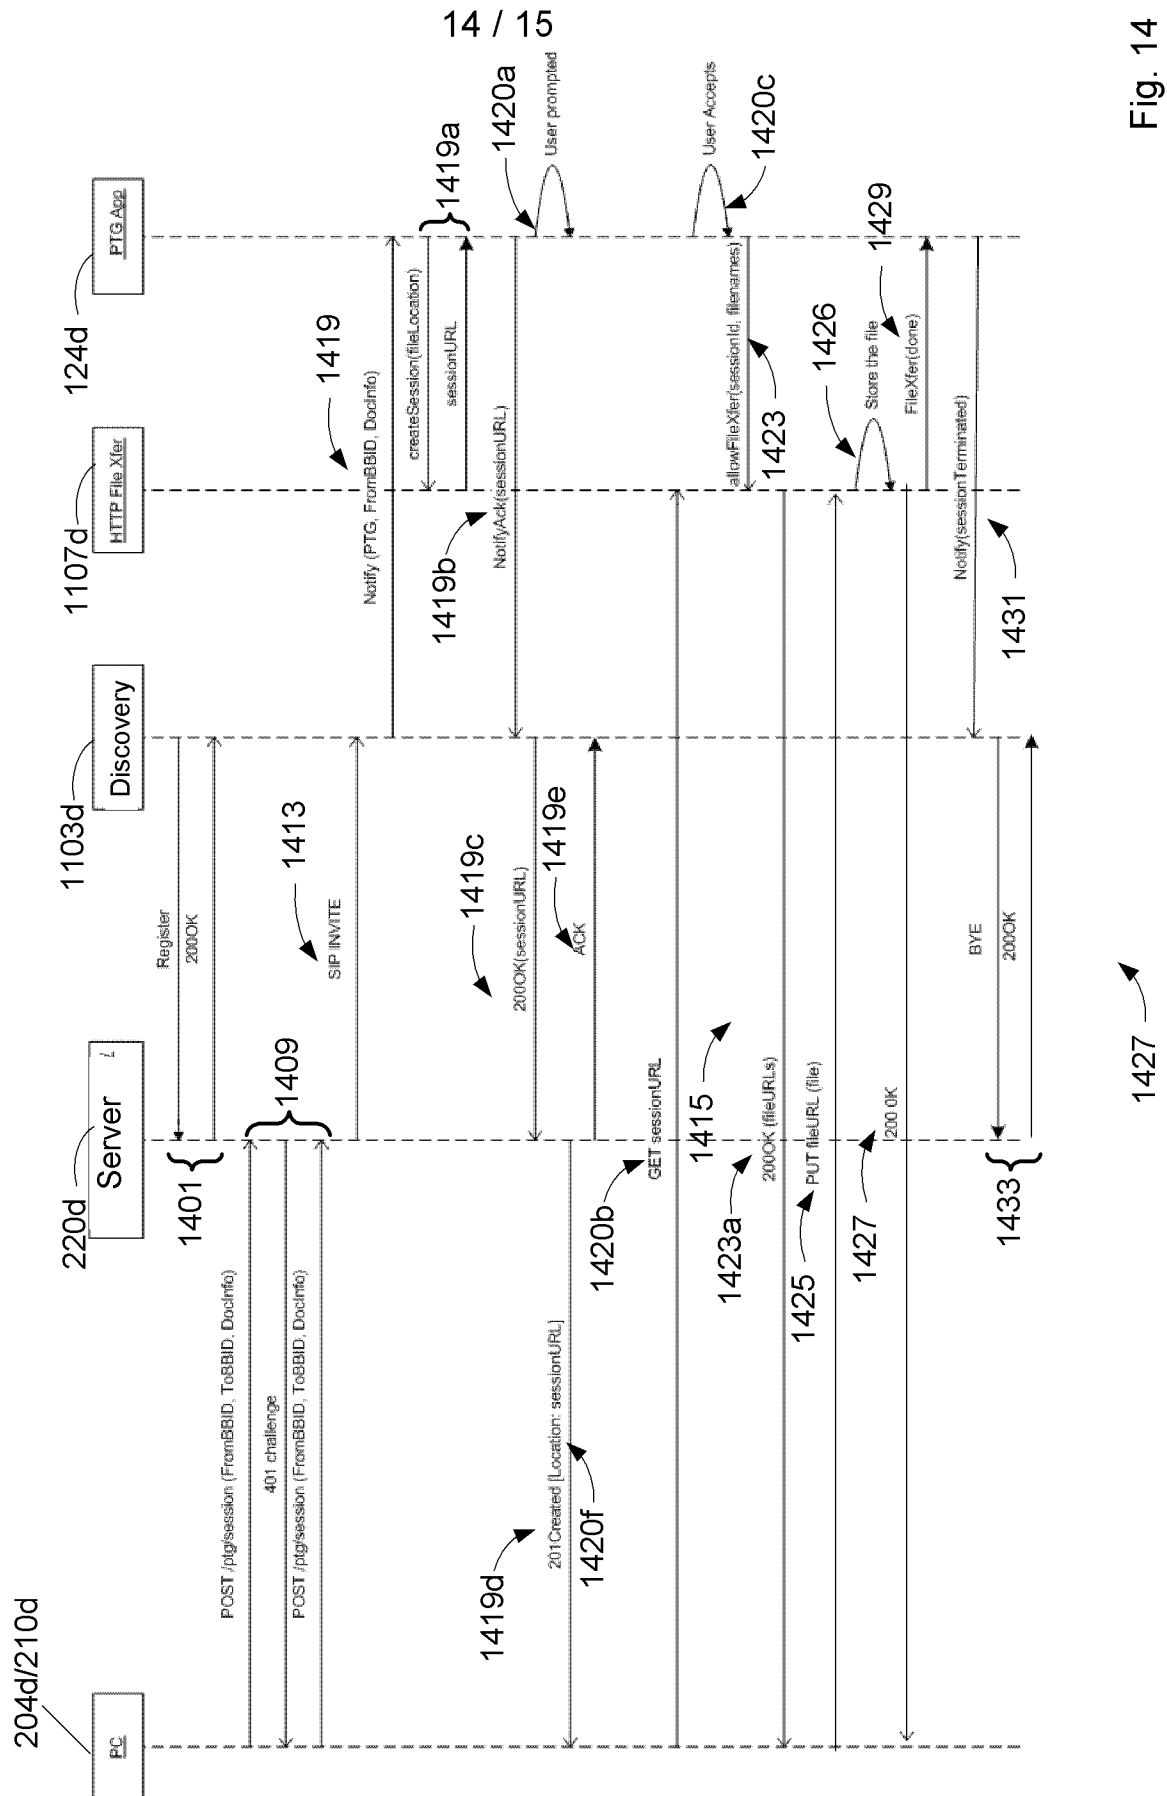 14 / 15
204d/210d
PC
220d
Server
1103d
Discovery
1107d
HTTP File Xfer
124d
PTG App
Register
1401
200OK
POST /ptg/session (FromBBID, ToBBID, DocInfo)
401 challenge
1409
POST /ptg/session (FromBBID, ToBBID, DocInfo)
1413
SIP INVITE
1419
Notify (PTG, FromBBID, DocInfo)
createSession(fileLocation)
1419a
sessionURL
1419b
NotifyAck(sessionURL)
1420a
User prompted
1419c
200OK(sessionURL)
1419d
201Created [Location: sessionURL]
1420f
1419e
ACK
1420b
GET sessionURL
1415
User Accepts
1420c
allowFileXfer(sessionId, filenames)
1423
1423a
200OK (fileURLs)
1425
PUT fileURL (file)
1426
Store the file
1427
200 OK
1429
FileXfer(done)
Notify(sessionTerminated)
1431
BYE
200OK
1433
1427
Fig. 14